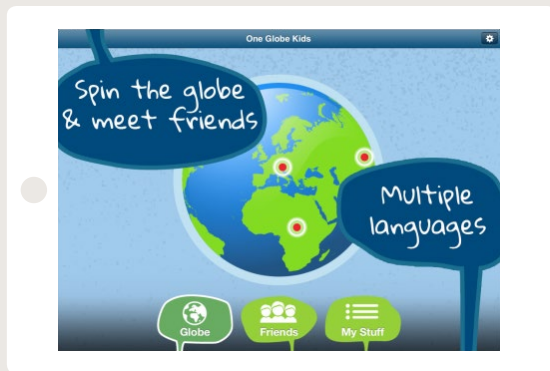 One Globe Kids
Spin the globe
& meet friends
Multiple
languages
Globe
Friends
My Stuff